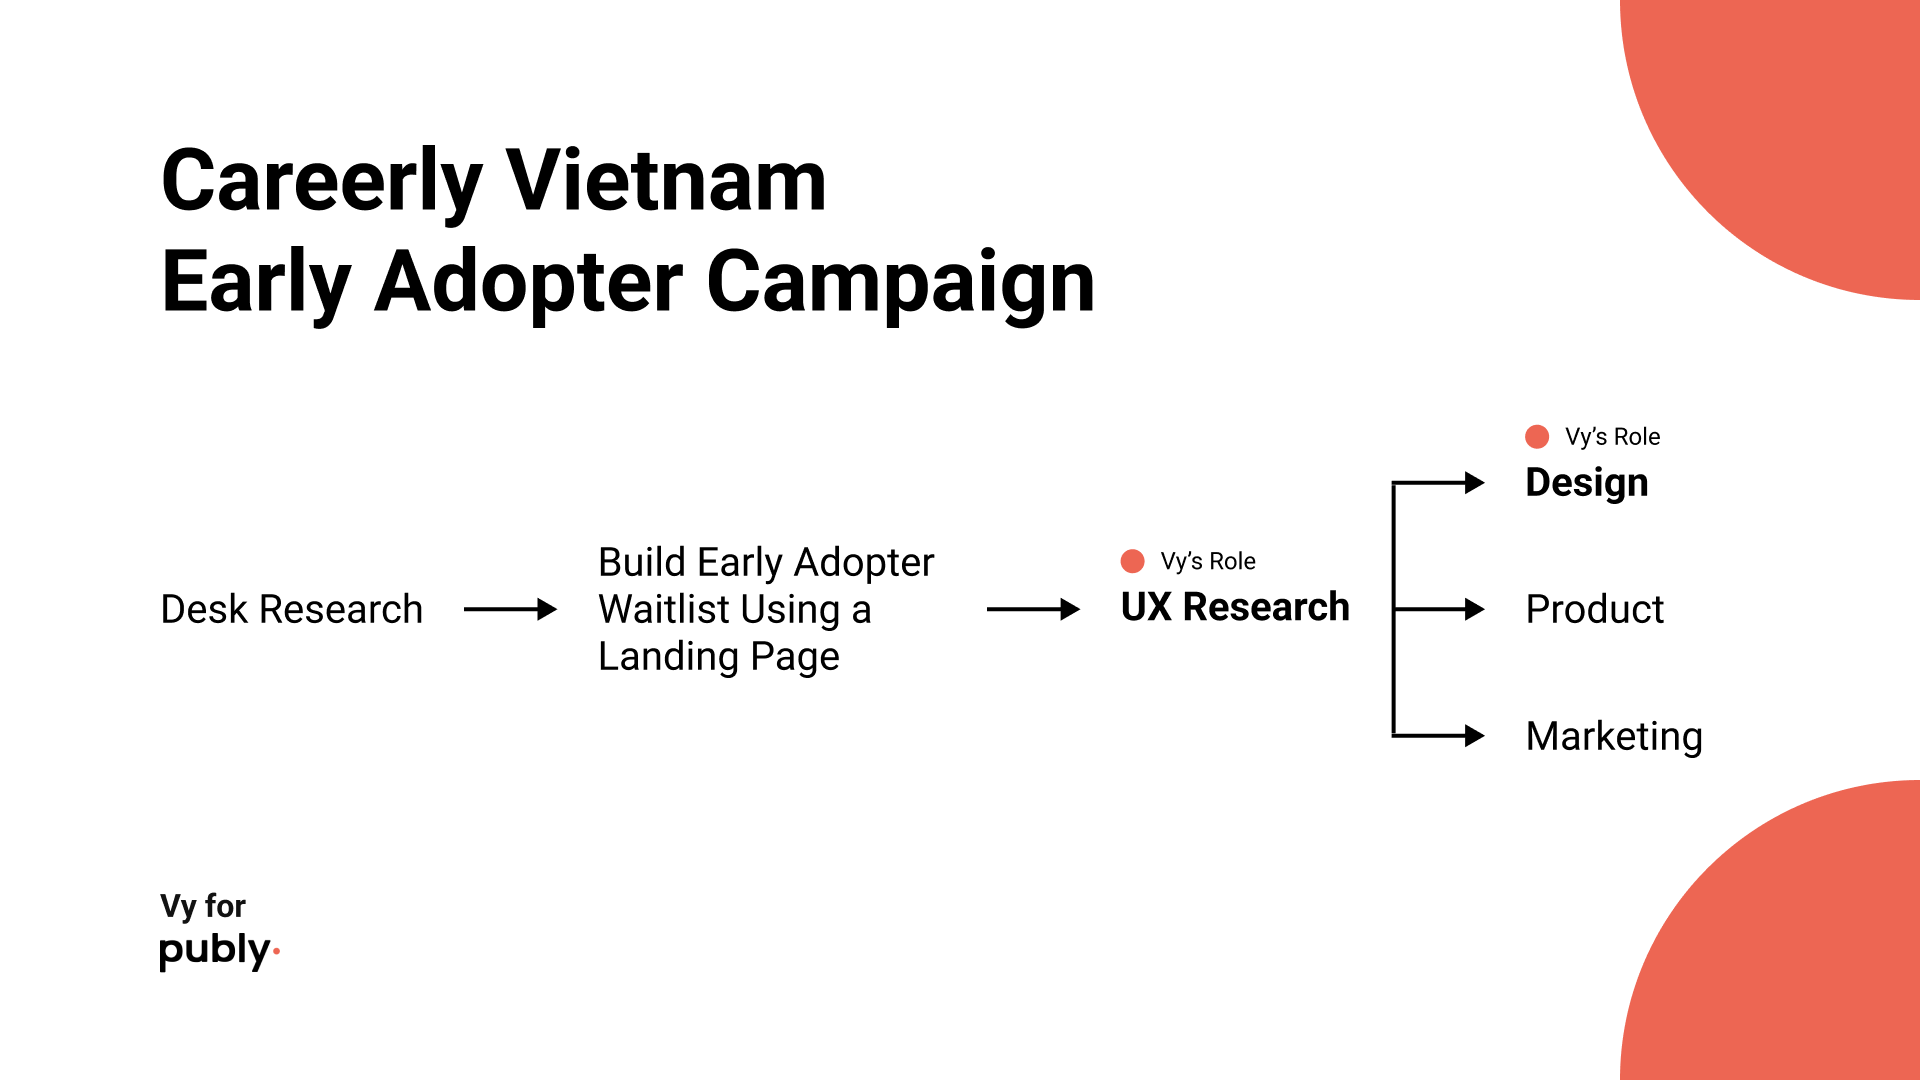 Careerly Vietnam
Early Adopter Campaign
Desk Research
Build Early Adopter
Waitlist Using a
Landing Page
Vy’s Role
UX Research
Vy’s Role
Design
Product
Marketing
Vy for
publy